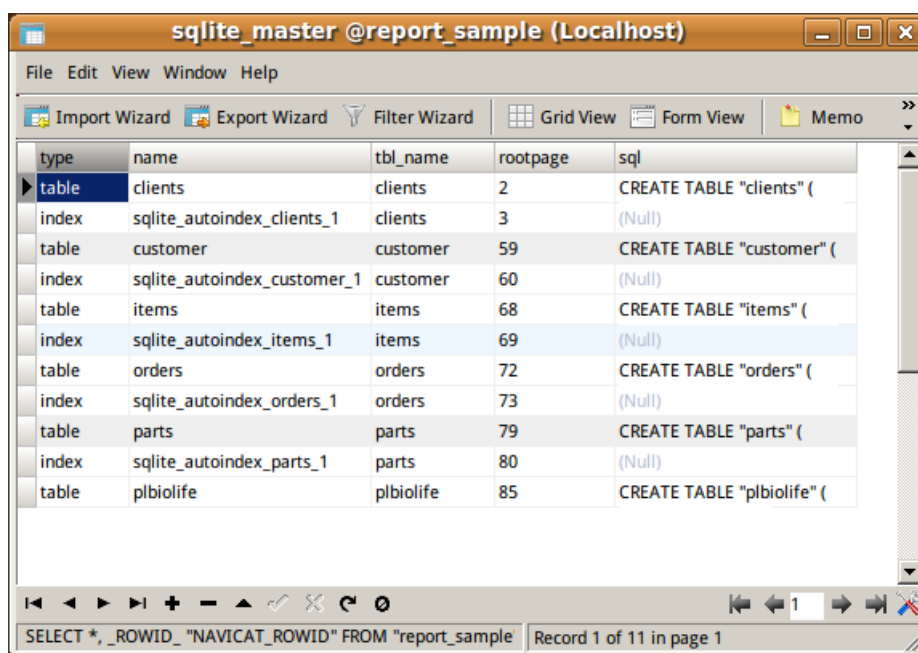 sqlite_master @report_sample (Localhost)
File Edit View Window Help
Import Wizard Export Wizard Filter Wizard Grid View Form View Memo
type name tbl_name rootpage sql
table clients clients 2 CREATE TABLE "clients" (
index sqlite_autoindex_clients_1 clients 3 (Null)
table customer customer 59 CREATE TABLE "customer" (
index sqlite_autoindex_customer_1 customer 60 (Null)
table items items 68 CREATE TABLE "items" (
index sqlite_autoindex_items_1 items 69 (Null)
table orders orders 72 CREATE TABLE "orders" (
index sqlite_autoindex_orders_1 orders 73 (Null)
table parts parts 79 CREATE TABLE "parts" (
index sqlite_autoindex_parts_1 parts 80 (Null)
table plbiolife plbiolife 85 CREATE TABLE "plbiolife" (
1
SELECT *, _ROWID_ "NAVICAT_ROWID" FROM "report_sample' Record 1 of 11 in page 1